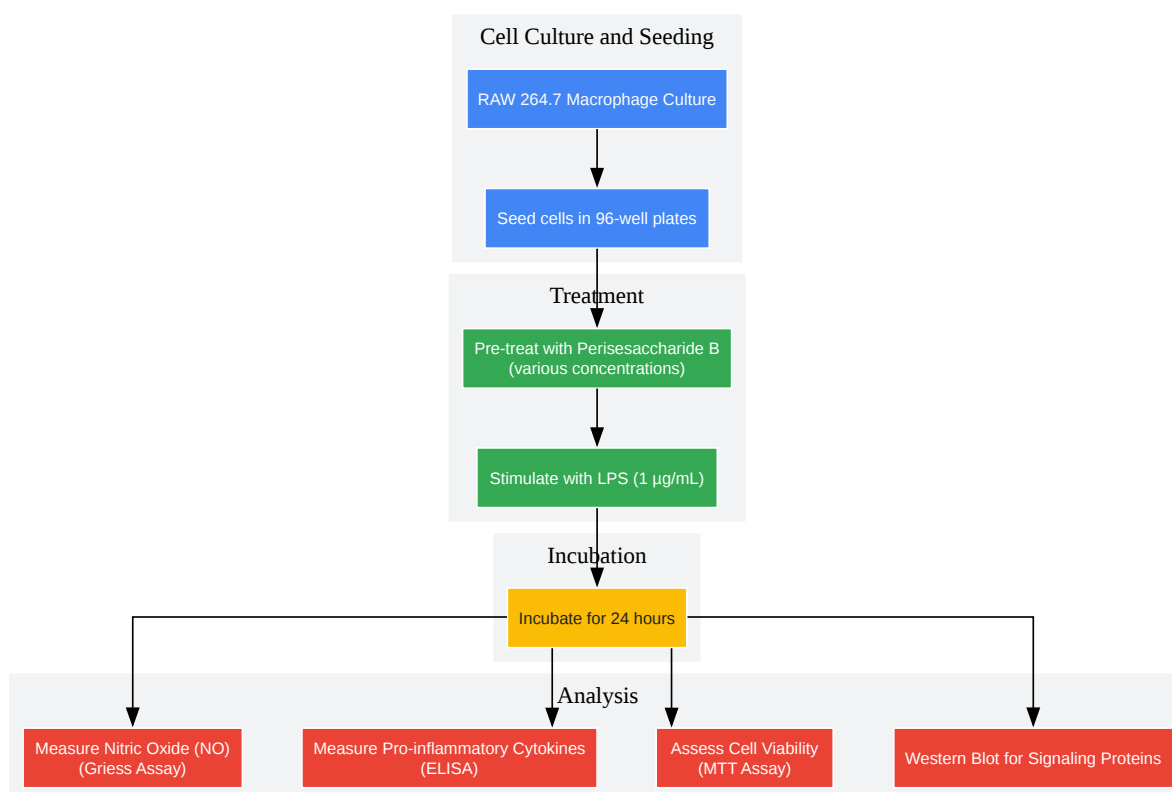 Cell Culture and Seeding
RAW 264.7 Macrophage Culture
Seed cells in 96-well plates
Treatment
Pre-treat with Perisesaccharide B
(various concentrations)
Stimulate with LPS (1 µg/mL)
Incubation
Incubate for 24 hours
Analysis
Measure Nitric Oxide (NO)
(Griess Assay)
Measure Pro-inflammatory Cytokines
(ELISA)
Assess Cell Viability
(MTT Assay)
Western Blot for Signaling Proteins